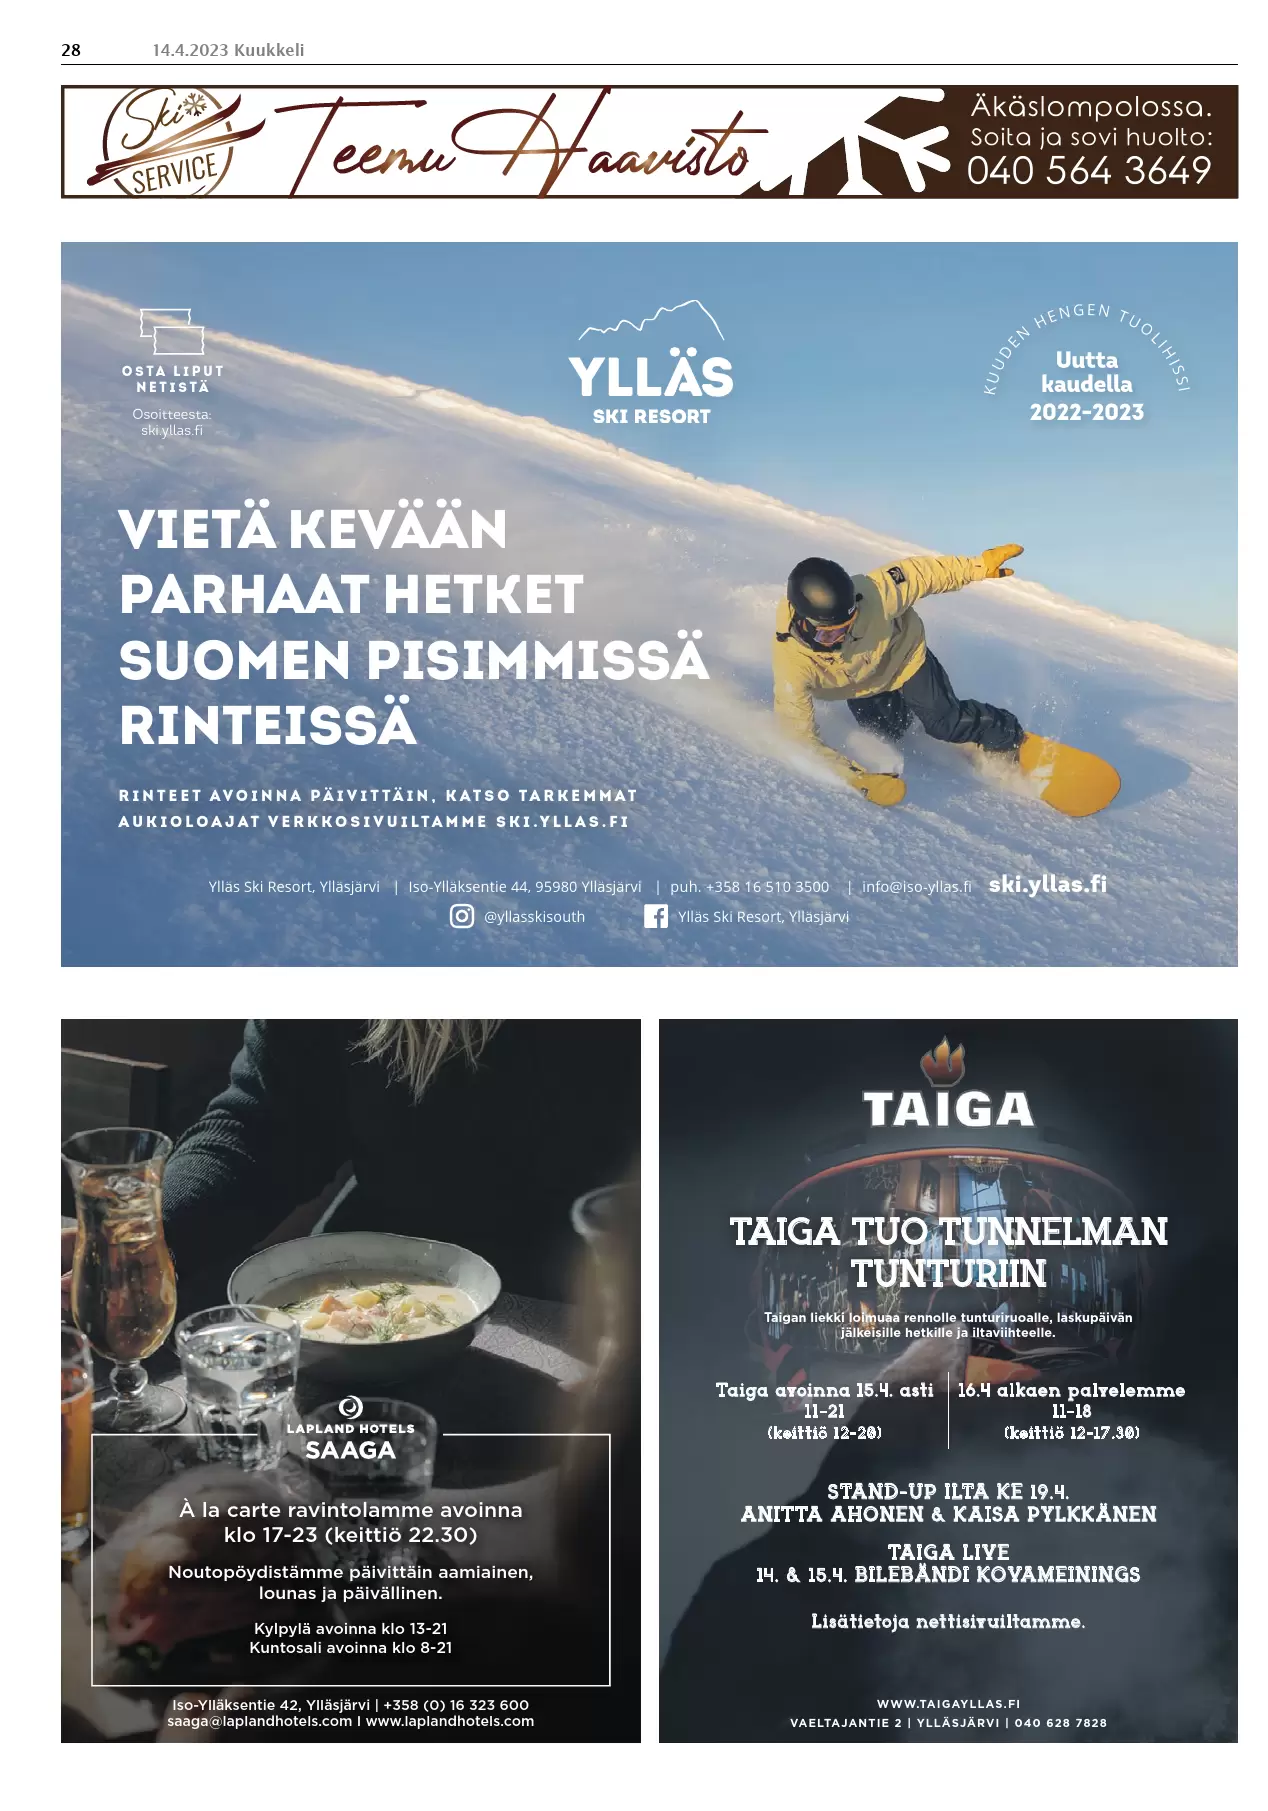 28 14.4.2023 Kuukkeli
Ski
SERVICE
Teemu Haavisto
Äkäslompolossa.
Soita ja sovi huolto:
040 564 3649
OSTA LIPUT
NETISTÄ
Osoitteesta:
ski.yllas.fi
YLLÄS
SKI RESORT
KUUDEN HENGEN TUOLIHISSI
Uutta
kaudella
2022-2023
VIETÄ KEVÄÄN
PARHAAT HETKET
SUOMEN PISIMMISSÄ
RINTEISSÄ
RINTEET AVOINNA PÄIVITTÄIN, KATSO TARKEMMAT
AUKIOLOAJAT VERKKOSIVUILTAMME SKI.YLLAS.FI
Ylläs Ski Resort, Ylläsjärvi | Iso-Ylläksentie 44, 95980 Ylläsjärvi | puh. +358 16 510 3500 | info@iso-yllas.fi ski.yllas.fi
@yllasskisouth Ylläs Ski Resort, Ylläsjärvi
LAPLAND HOTELS
SAAGA
À la carte ravintolamme avoinna
klo 17-23 (keittiö 22.30)
Noutopöydistämme päivittäin aamiainen,
lounas ja päivällinen.
Kylpylä avoinna klo 13-21
Kuntosali avoinna klo 8-21
Iso-Ylläksentie 42, Ylläsjärvi | +358 (0) 16 323 600
saaga@laplandhotels.com I www.laplandhotels.com
TAIGA
TAIGA TUO TUNNELMAN
TUNTURIIN
Taigan liekki loimuaa rennolle tunturiruoalle, laskupäivän
jälkeisille hetkille ja iltaviihteelle.
Taiga avoinna 15.4. asti
11-21
(keittiö 12-20)
16.4 alkaen palvelemme
11-18
(keittiö 12-17.30)
STAND-UP ILTA KE 19.4.
ANITTA AHONEN & KAISA PYLKKÄNEN
TAIGA LIVE
14. & 15.4. BILEBÄNDI KOVAMEININGS
Lisätietoja nettisivuiltamme.
WWW.TAIGAYLLAS.FI
VAELTAJANTIE 2 | YLLÄSJÄRVI | 040 628 7828